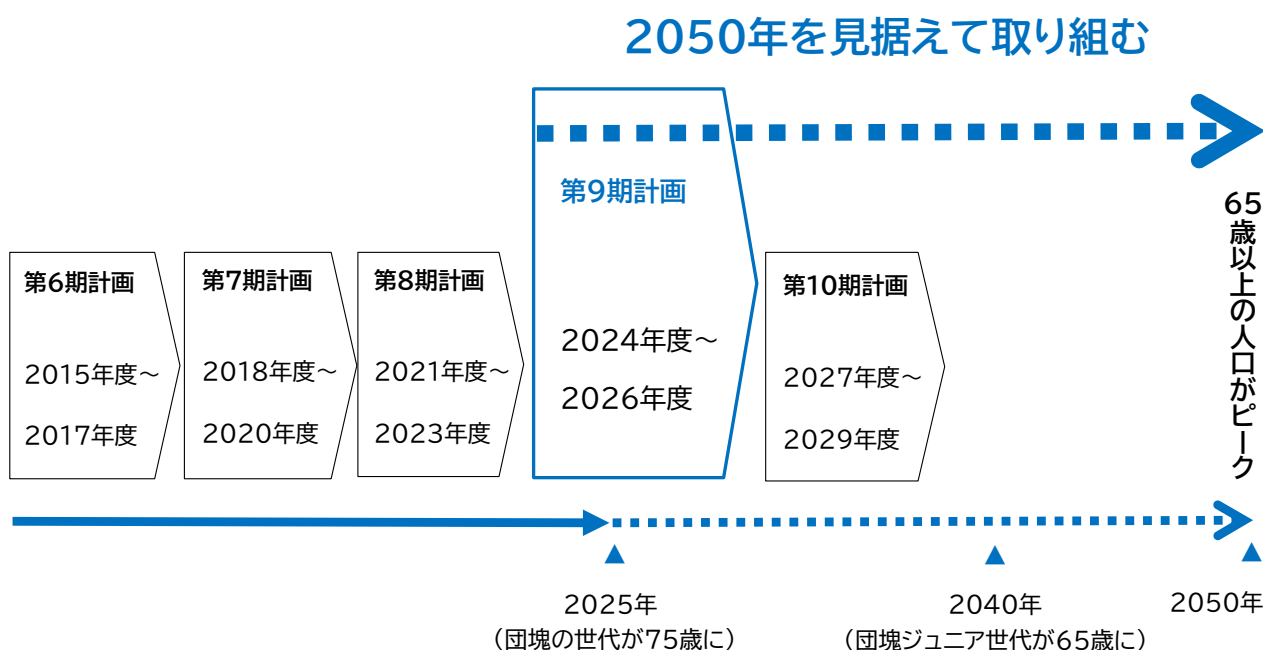 2050年を見据えて取り組む
第6期計画
2015年度～
2017年度
第7期計画
2018年度～
2020年度
第8期計画
2021年度～
2023年度
第9期計画
2024年度～
2026年度
第10期計画
2027年度～
2029年度
65歳以上の人口がピーク
2025年
（団塊の世代が75歳に）
2040年
（団塊ジュニア世代が65歳に）
2050年